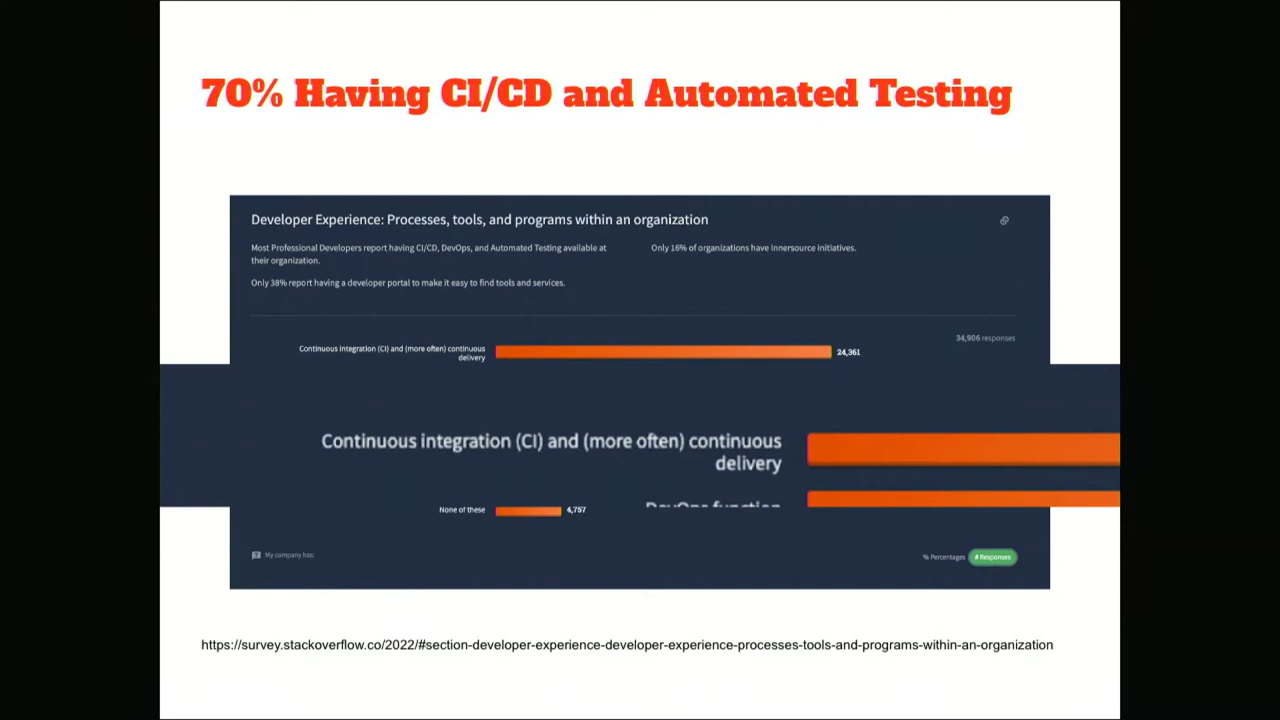 70% Having CI/CD and Automated Testing
Developer Experience: Processes, tools, and programs within an organization
Most Professional Developers report having CI/CD, DevOps, and Automated Testing available at
their organization.
Only 38% report having a developer portal to make it easy to find tools and services.
Only 16% of organizations have Innersource initiatives.
34,906 responses
Continuous integration (CI) and (more often) continuous
delivery
24,361
Continuous integration (CI) and (more often) continuous
delivery
DevOps function
None of these
4,757
My company has:
% Percentages
# Responses
https://survey.stackoverflow.co/2022/#section-developer-experience-developer-experience-processes-tools-and-programs-within-an-organization